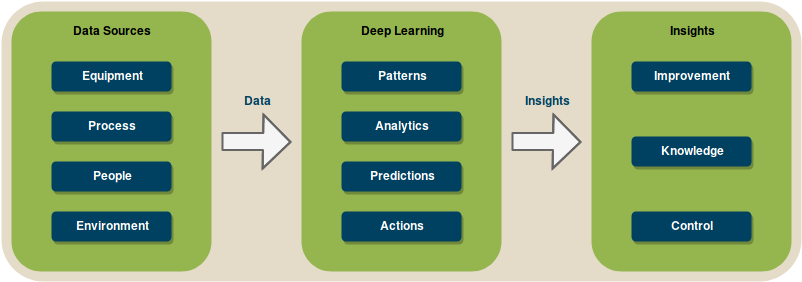 Data Sources
Equipment
Process
People
Environment
Data
Deep Learning
Patterns
Analytics
Predictions
Actions
Insights
Insights
Improvement
Knowledge
Control